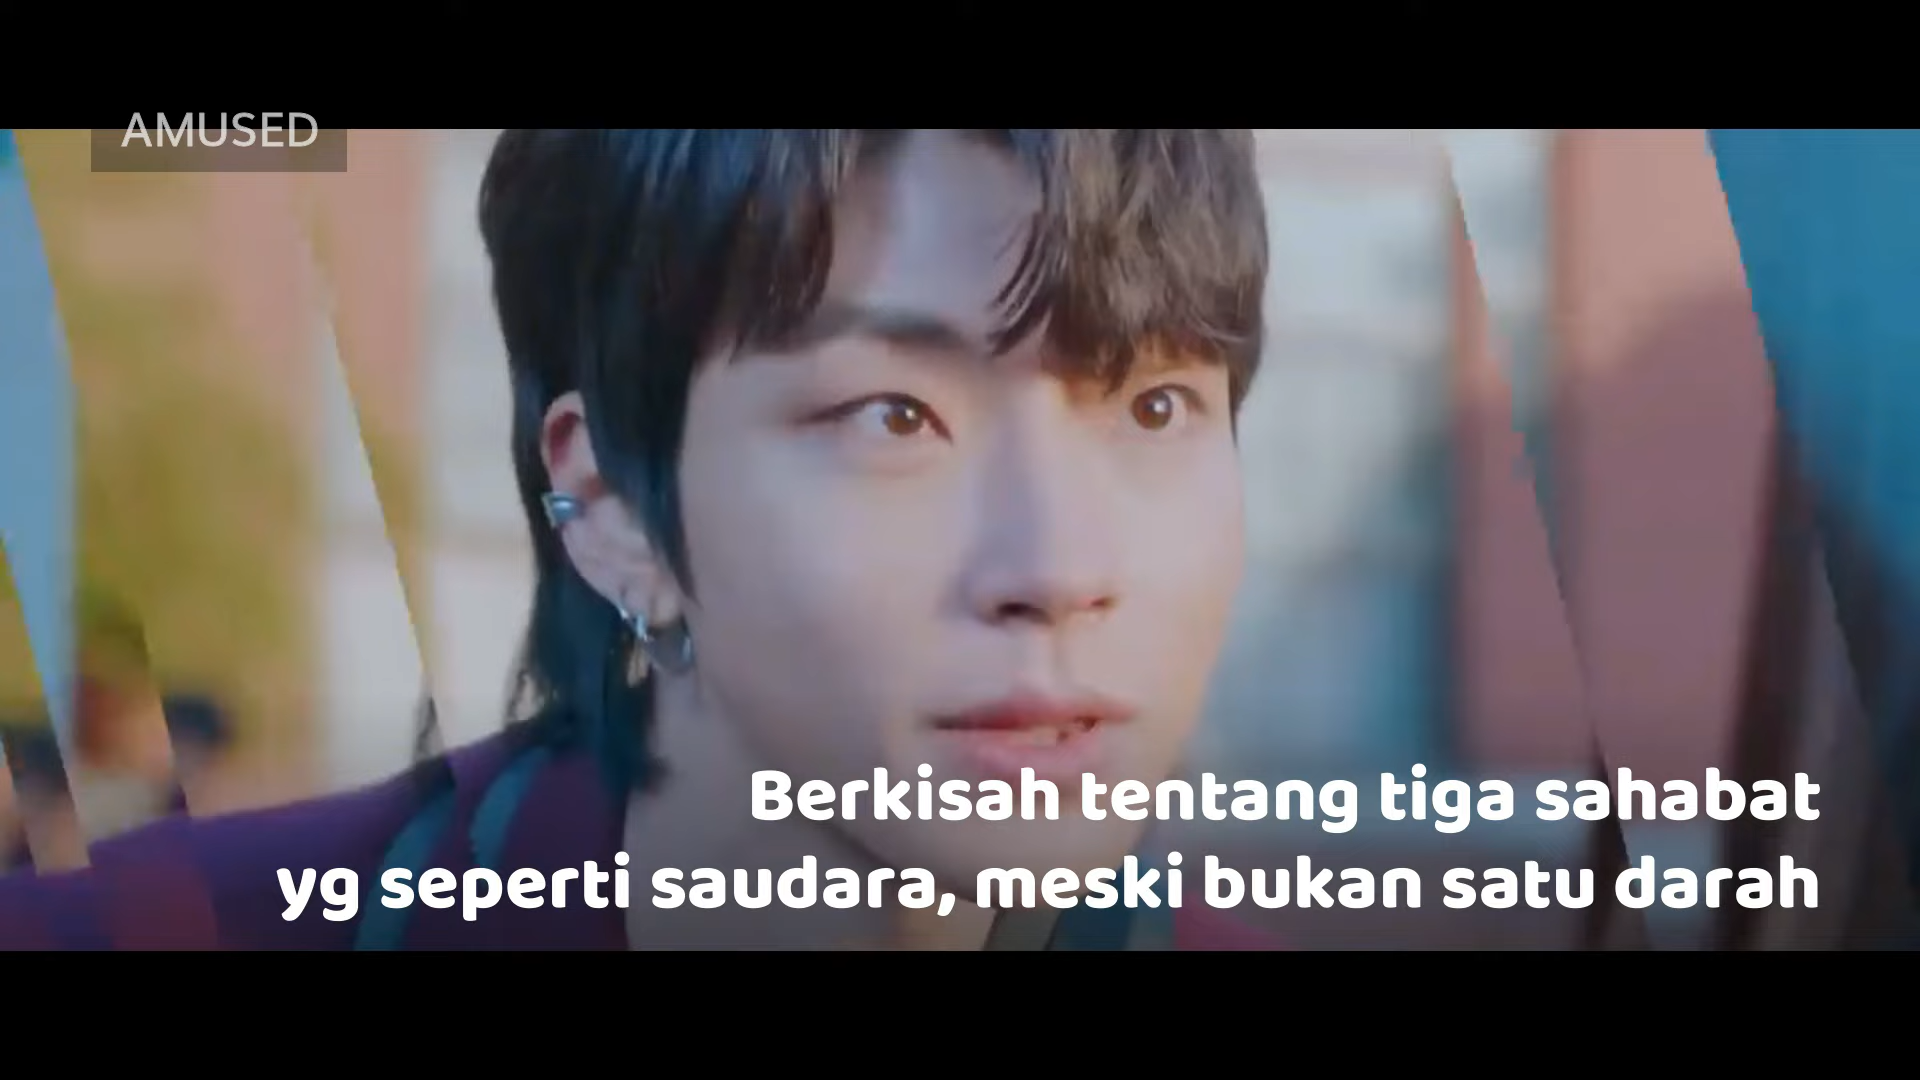 AMUSED
Berkisah tentang tiga sahabat
yg seperti saudara, meski bukan satu darah